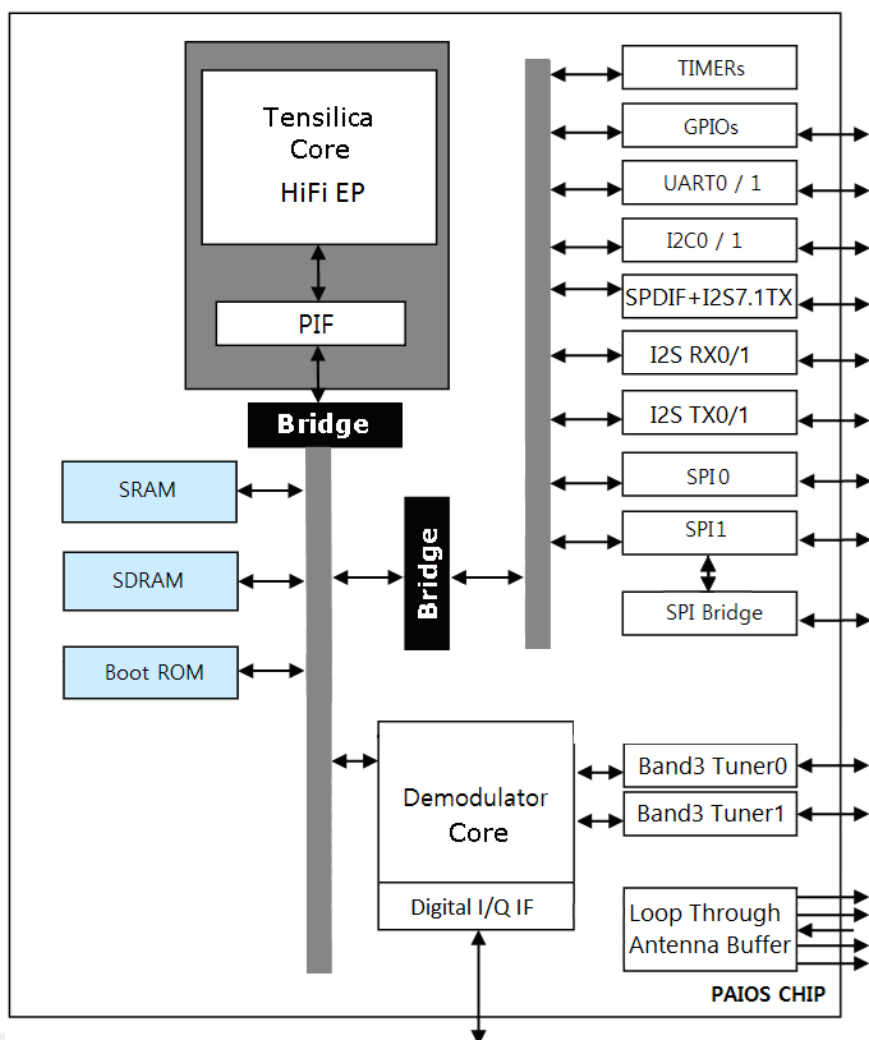 Tensilica
Core
HiFi EP
PIF
Bridge
SRAM
SDRAM
Boot ROM
Bridge
TIMERs
GPIOs
UART0 / 1
I2C0 / 1
SPDIF+I2S7.1TX
I2S RX0/1
I2S TX0/1
SPI0
SPI1
SPI Bridge
Demodulator
Core
Digital I/Q IF
Band3 Tuner0
Band3 Tuner1
Loop Through
Antenna Buffer
PAIOS CHIP